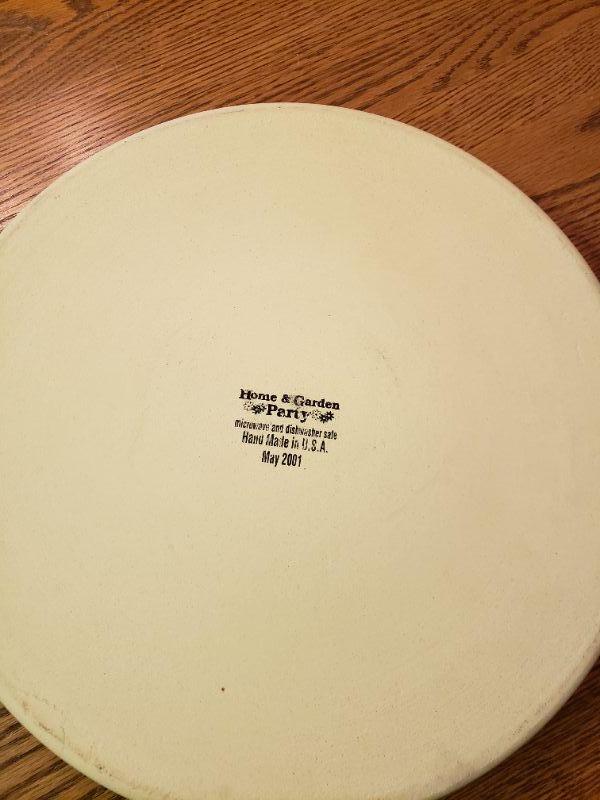 Home & Garden
Party
microwave and dishwasher safe
Hand Made in U.S.A.
May 2001